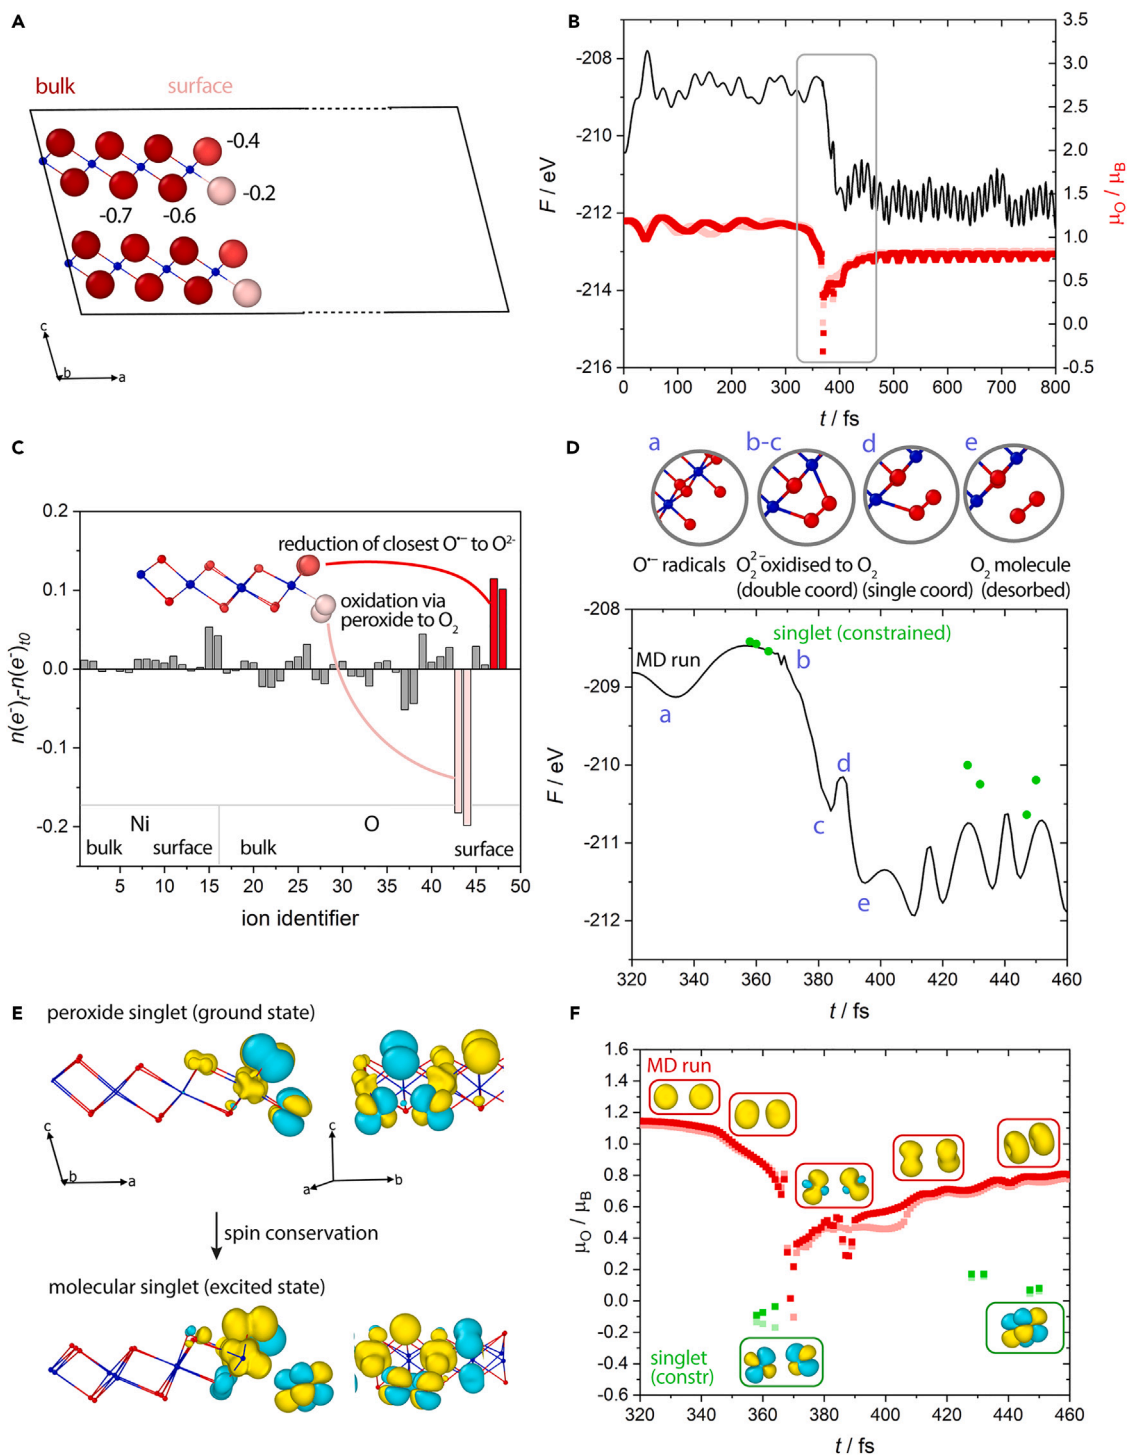 A
bulk
surface
-0.4
-0.2
-0.7
-0.6
c
b
a
B
-208
-210
-212
-214
-216
F / eV
3.5
3.0
2.5
2.0
1.5
1.0
0.5
0.0
-0.5
μO / μB
0 100 200 300 400 500 600 700 800
t / fs
C
0.2
0.1
0.0
-0.1
-0.2
n(e-)t-n(e-)t0
reduction of closest O•− to O2-
oxidation via
peroxide to O2
Ni
O
bulk
surface
bulk
surface
5 10 15 20 25 30 35 40 45 50
ion identifier
D
a
b-c
d
e
O•− radicals
O22− oxidised to O2
(double coord)
(single coord)
O2 molecule
(desorbed)
-208
-209
-210
-211
-212
F / eV
MD run
singlet (constrained)
a
b
c
d
e
320 340 360 380 400 420 440 460
t / fs
E
peroxide singlet (ground state)
c
b
a
c
a
b
spin conservation
molecular singlet (excited state)
F
1.6
1.4
1.2
1.0
0.8
0.6
0.4
0.2
0.0
-0.2
-0.4
-0.6
μO / μB
MD run
singlet
(constr)
320 340 360 380 400 420 440 460
t / fs